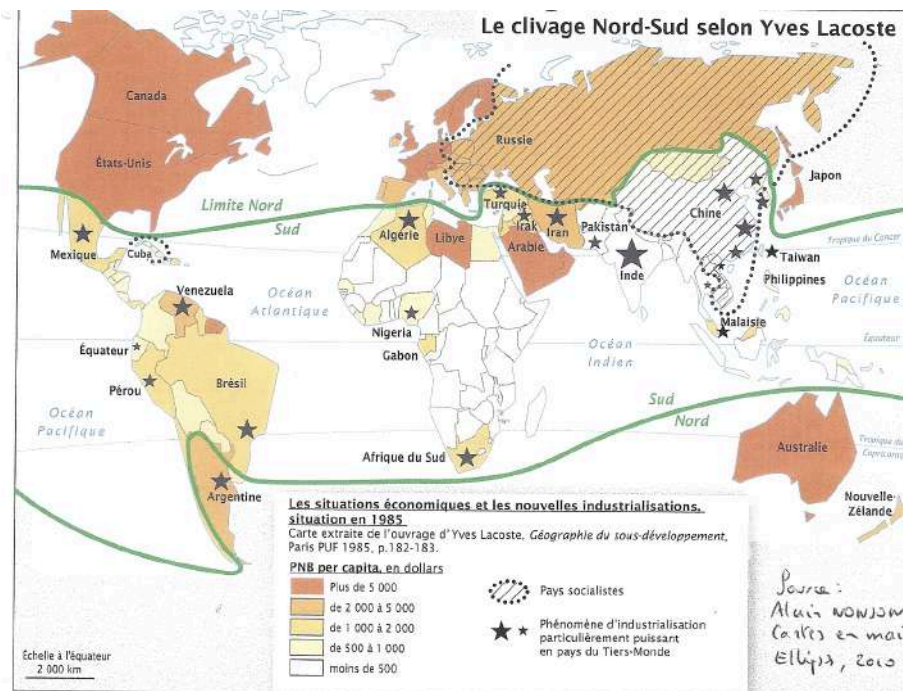 Le clivage Nord-Sud selon Yves Lacoste
Canada
États-Unis
Russie
Japon
Limite Nord
Sud
Turquie
Chine
Algérie
Irak
Iran
Pakistan
Mexique
Cuba
Libye
Arabie
Tropique du Cancer
Taiwan
Inde
Philippines
Océan
Atlantique
Océan
Pacifique
Venezuela
Nigeria
Malaisie
Équateur
Équateur
Gabon
Océan
Indien
Pérou
Brésil
Océan
Pacifique
Sud
Nord
Afrique du Sud
Australie
Tropique du
Argentine
Nouvelle-
Zélande
Les situations économiques et les nouvelles industrialisations,
situation en 1985
Carte extraite de l'ouvrage d'Yves Lacoste, Géographie du sous-développement,
Paris PUF 1985, p.182-183.
PNB per capita, en dollars
Plus de 5 000
de 2 000 à 5 000
de 1 000 à 2 000
de 500 à 1 000
moins de 500
Pays socialistes
Phénomène d'industrialisation
particulièrement puissant
en pays du Tiers-Monde
Source :
Alain
Cartes en mai
Ellipses, 2010
Échelle à l'équateur
2 000 km